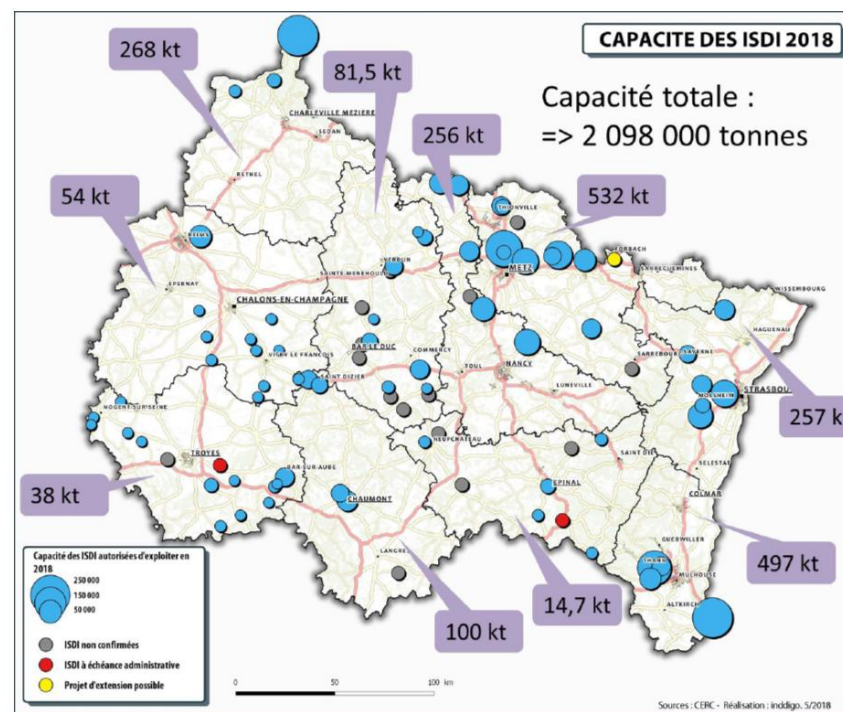 CAPACITE DES ISDI 2018
Capacité totale :
=> 2 098 000 tonnes
268 kt
81,5 kt
256 kt
532 kt
54 kt
257 k
38 kt
497 kt
14,7 kt
100 kt
CHARLEVILLE MEZIERE
SEDAN
RETHEL
REIMS
EPERNAY
CHALONS-EN-CHAMPAGNE
SAINTE-MENEHOULD
VERDUN
THIONVILLE
METZ
FORBACH
SARREGUEMINES
WISSEMBOURG
HAGUENAU
SAVERNE
STRASBOU
MOLSHEIM
SARREBOURG
VITRY LE FRANCOIS
BAR LE DUC
COMMERCY
TOUL
NANCY
LUNEVILLE
SAINT DIZIER
NOGENT-SUR-SEINE
TROYES
BAR-SUR-AUBE
CHAUMONT
NEUFCHATEAU
EPINAL
SAINT DIE
SELESTAT
COLMAR
GUEBWILLER
THANN
MULHOUSE
ALTKIRCH
LANGRES
Capacité des ISDI autorisées d'exploiter en
2018
250 000
150 000
50 000
ISDI non confirmées
ISDI à échéance administrative
Projet d'extension possible
0
50
100 km
Sources : CERC - Réalisation : inddigo. 5/2018